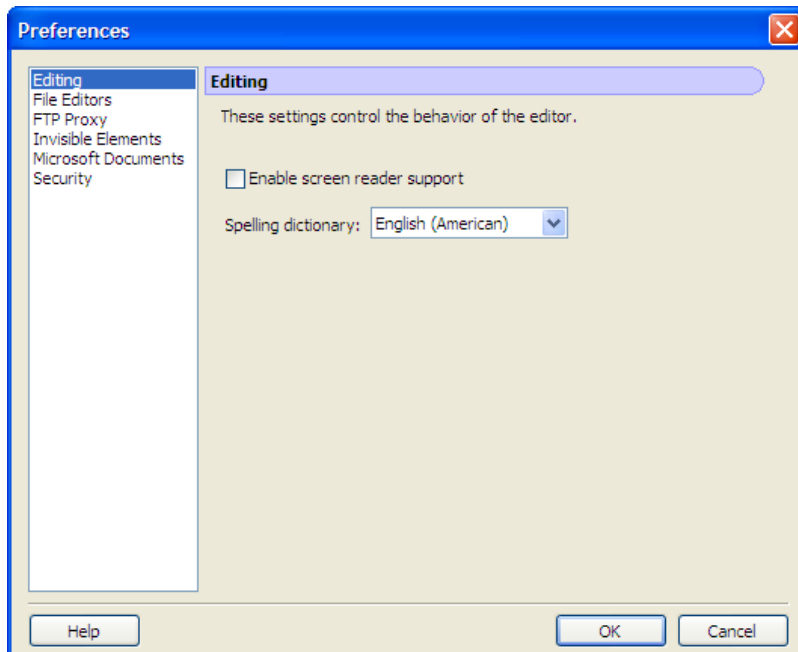 Preferences
Editing
File Editors
FTP Proxy
Invisible Elements
Microsoft Documents
Security
Editing
These settings control the behavior of the editor.
Enable screen reader support
Spelling dictionary: English (American)
Help OK Cancel